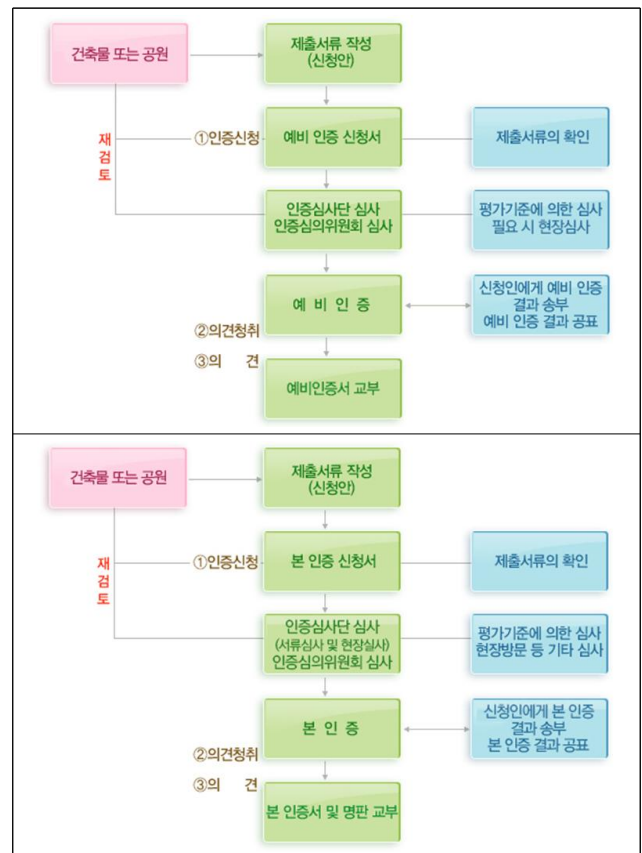 건축물 또는 공원
제출서류 작성
(신청안)
재검토
①인증신청
예비 인증 신청서
제출서류의 확인
인증심사단 심사
인증심의위원회 심사
평가기준에 의한 심사
필요 시 현장심사
예 비 인 증
신청인에게 예비 인증
결과 송부
예비 인증 결과 공표
②의견청취
③의 견
예비인증서 교부
건축물 또는 공원
제출서류 작성
(신청안)
재검토
①인증신청
본 인증 신청서
제출서류의 확인
인증심사단 심사
(서류심사 및 현장실사)
인증심의위원회 심사
평가기준에 의한 심사
현장방문 등 기타 심사
본 인 증
신청인에게 본 인증
결과 송부
본 인증 결과 공표
②의견청취
③의 견
본 인증서 및 명판 교부